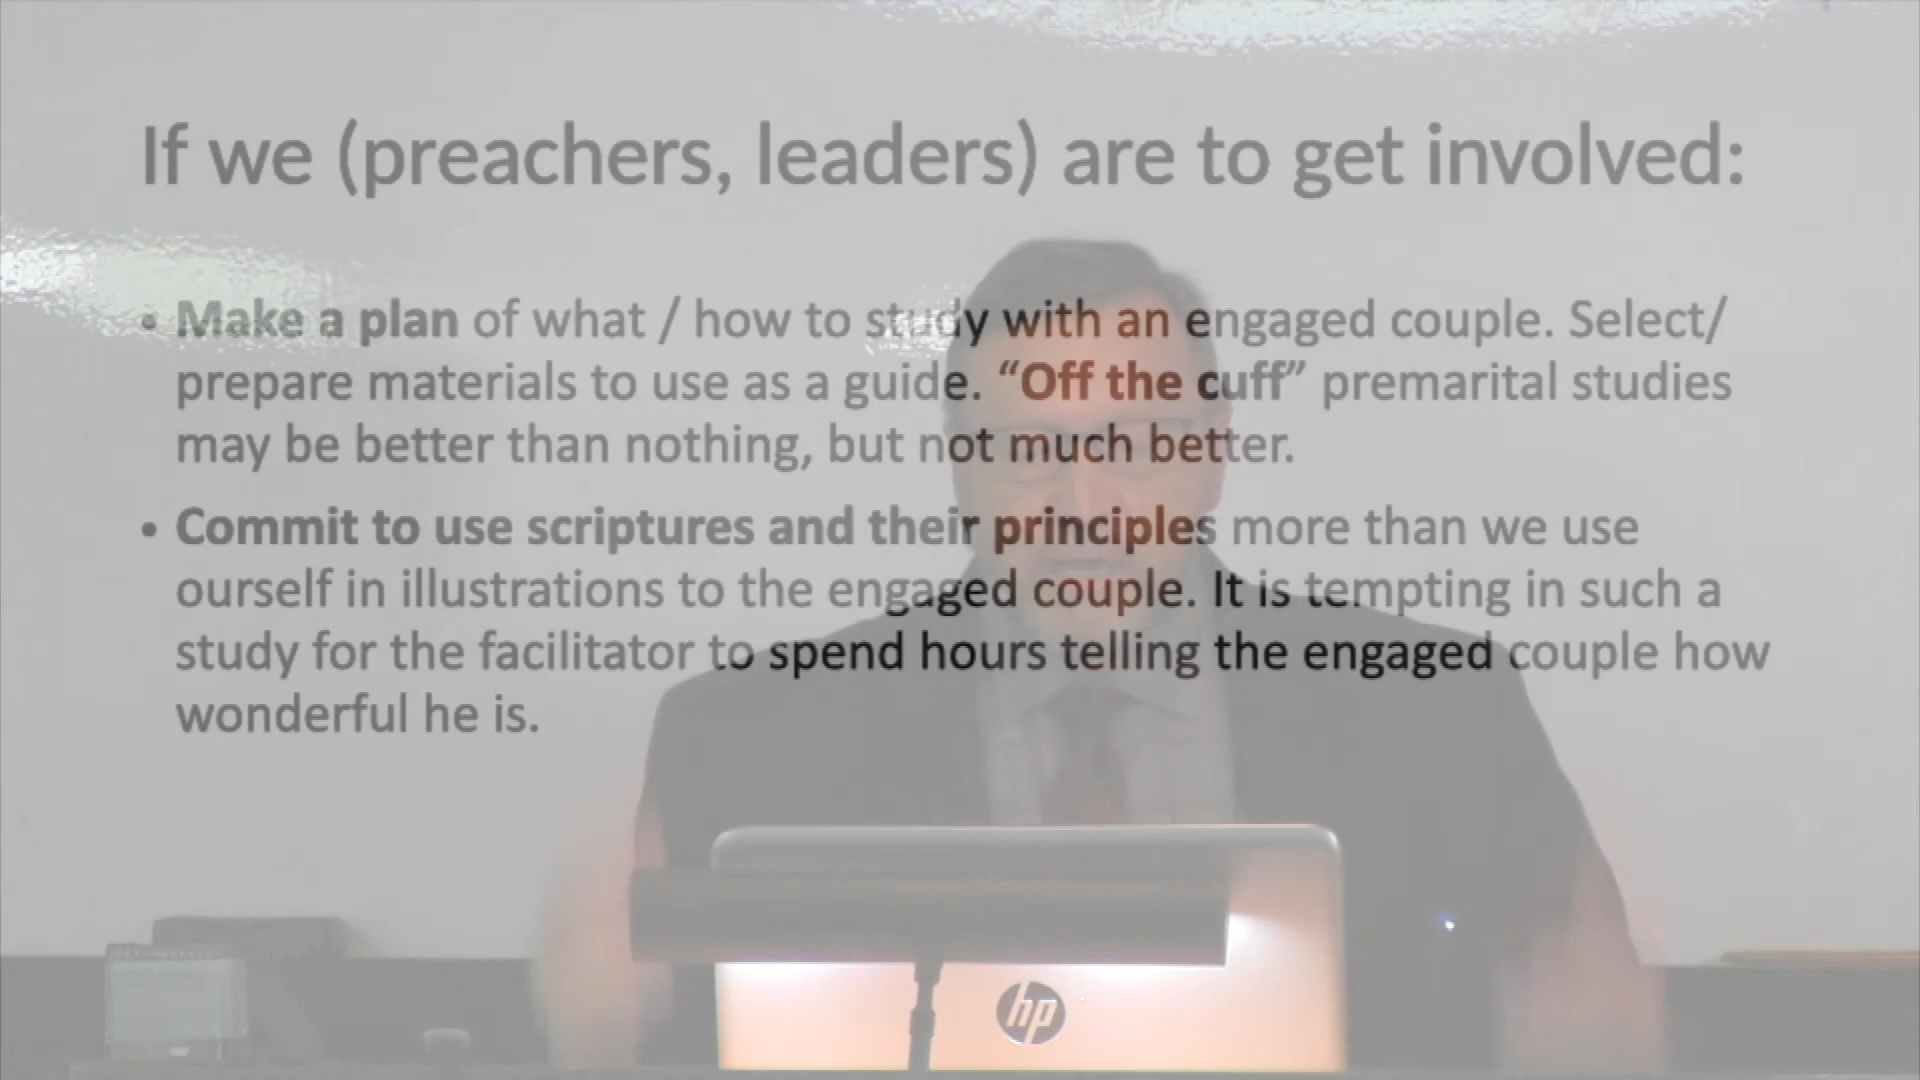 If we (preachers, leaders) are to get involved:
• Make a plan of what / how to study with an engaged couple. Select/
prepare materials to use as a guide. “Off the cuff” premarital studies
may be better than nothing, but not much better.
• Commit to use scriptures and their principles more than we use
ourself in illustrations to the engaged couple. It is tempting in such a
study for the facilitator to spend hours telling the engaged couple how
wonderful he is.
hp